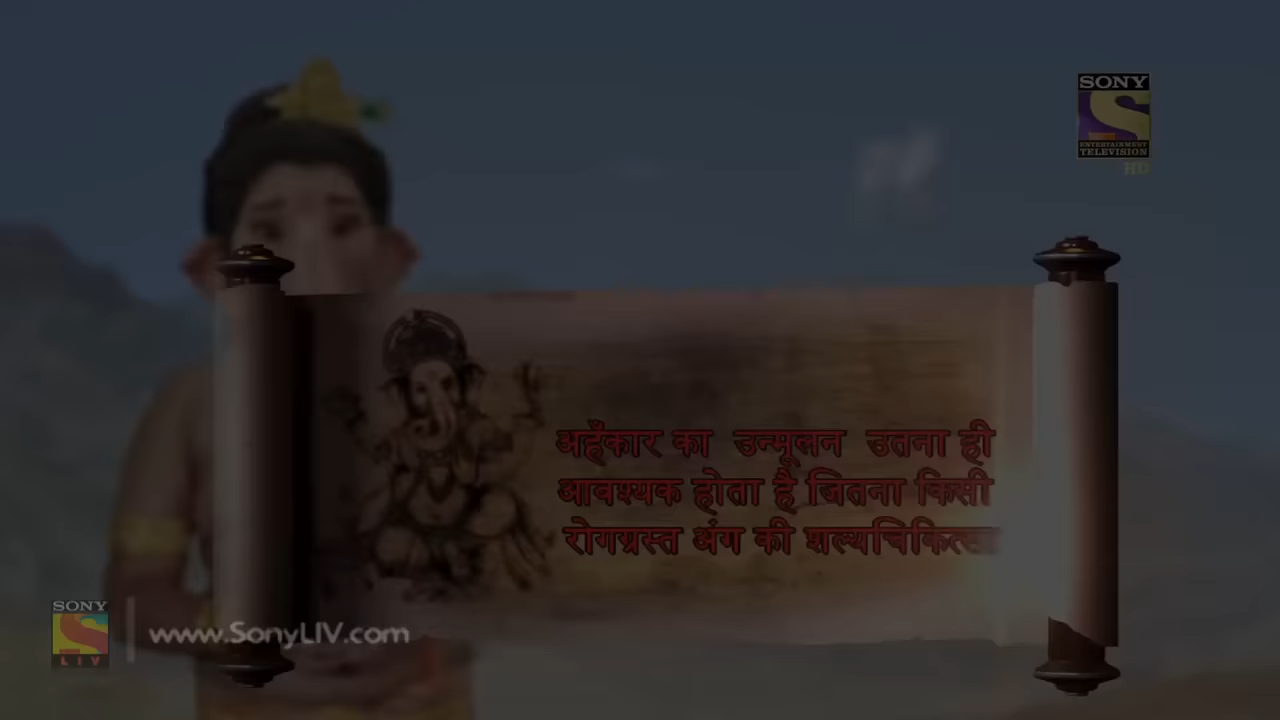 SONY
ENTERTAINMENT
TELEVISION
HD
अहँकार का उन्मूलन उतना ही
आवश्यक होता है जितना किसी
रोगग्रस्त अंग की शल्यचिकित्सा
SONY
LIV
www.SonyLIV.com